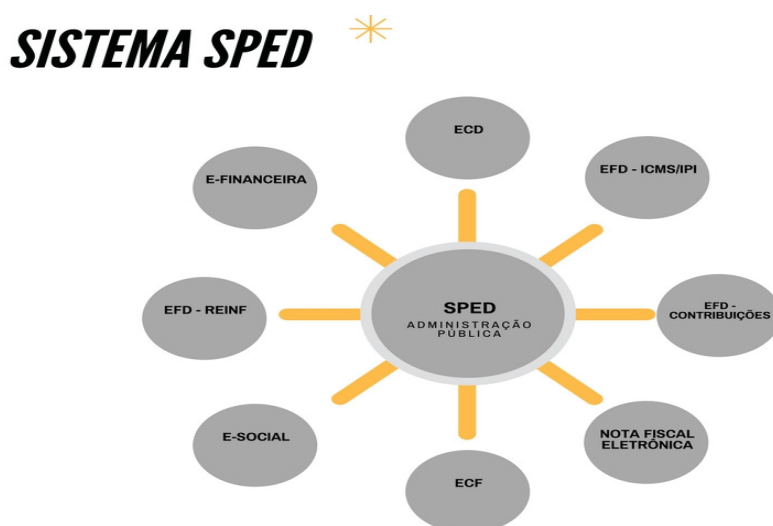 SISTEMA SPED
ECD
EFD - ICMS/IPI
E-FINANCEIRA
EFD - REINF
SPED
ADMINISTRAÇÃO
PÚBLICA
EFD -
CONTRIBUIÇÕES
E-SOCIAL
NOTA FISCAL
ELETRÔNICA
ECF